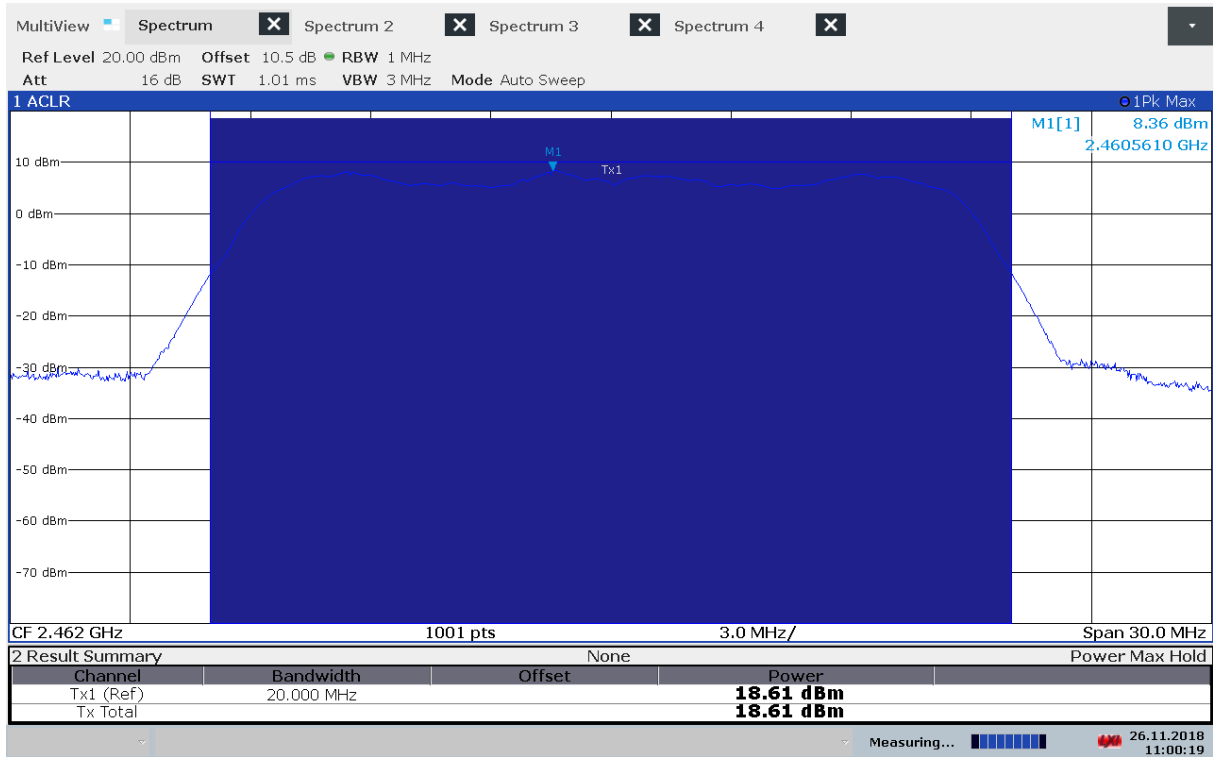 MultiView Spectrum X Spectrum 2 X Spectrum 3 X Spectrum 4 X
Ref Level 20.00 dBm Offset 10.5 dB RBW 1 MHz
Att 16 dB SWT 1.01 ms VBW 3 MHz Mode Auto Sweep
1 ACLR 1Pk Max
M1[1] 8.36 dBm
2.4605610 GHz
M1
10 dBm
Tx1
0 dBm
-10 dBm
-20 dBm
-30 dBm
-40 dBm
-50 dBm
-60 dBm
-70 dBm
CF 2.462 GHz 1001 pts 3.0 MHz/ Span 30.0 MHz
2 Result Summary None Power Max Hold
Channel Bandwidth Offset Power
Tx1 (Ref) 20.000 MHz 18.61 dBm
Tx Total 18.61 dBm
Measuring... 26.11.2018
11:00:19